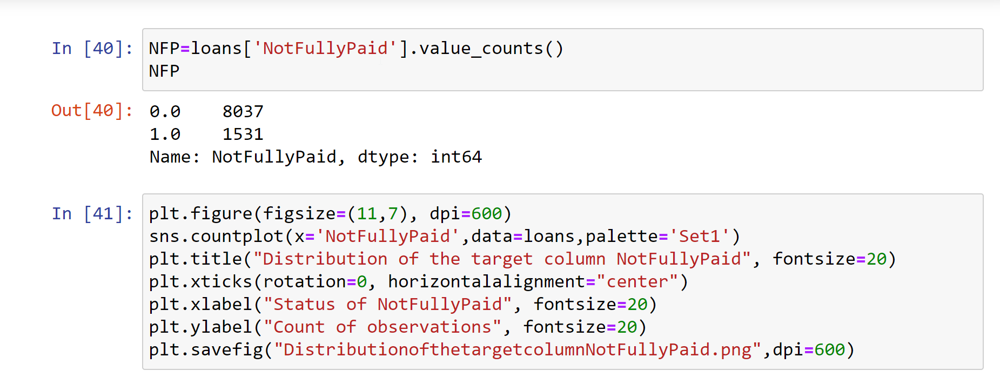 In [40]: NFP=loans['NotFullyPaid'].value_counts()
NFP
Out[40]: 0.0    8037
1.0    1531
Name: NotFullyPaid, dtype: int64
In [41]: plt.figure(figsize=(11,7), dpi=600)
sns.countplot(x='NotFullyPaid',data=loans,palette='Set1')
plt.title("Distribution of the target column NotFullyPaid", fontsize=20)
plt.xticks(rotation=0, horizontalalignment="center")
plt.xlabel("Status of NotFullyPaid", fontsize=20)
plt.ylabel("Count of observations", fontsize=20)
plt.savefig("DistributionofthetargetcolumnNotFullyPaid.png",dpi=600)